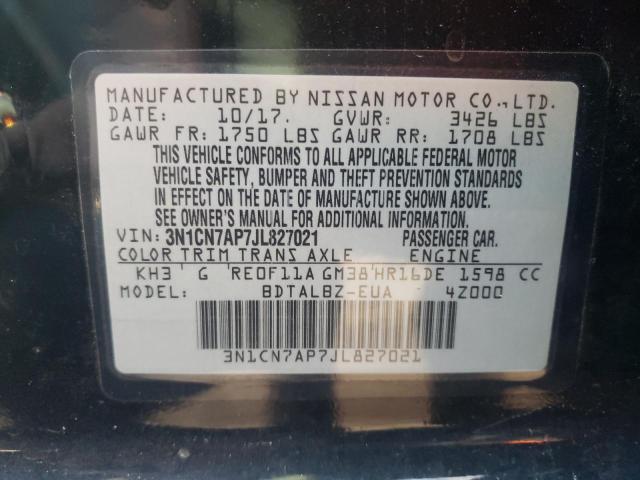 MANUFACTURED BY NISSAN MOTOR CO.,LTD.
DATE: 10/17. GVWR: 3426 LBS
GAWR FR: 1750 LBS GAWR RR: 1708 LBS
THIS VEHICLE CONFORMS TO ALL APPLICABLE FEDERAL MOTOR
VEHICLE SAFETY, BUMPER AND THEFT PREVENTION STANDARDS
IN EFFECT ON THE DATE OF MANUFACTURE SHOWN ABOVE.
SEE OWNER'S MANUAL FOR ADDITIONAL INFORMATION.
VIN: 3N1CN7AP7JL827021 PASSENGER CAR.
COLOR TRIM TRANS AXLE ENGINE
KH3 G RE0F11A GM38 HR16DE 1598 CC
MODEL: BDTALBZ-EUA 4Z000
3N1CN7AP7JL827021